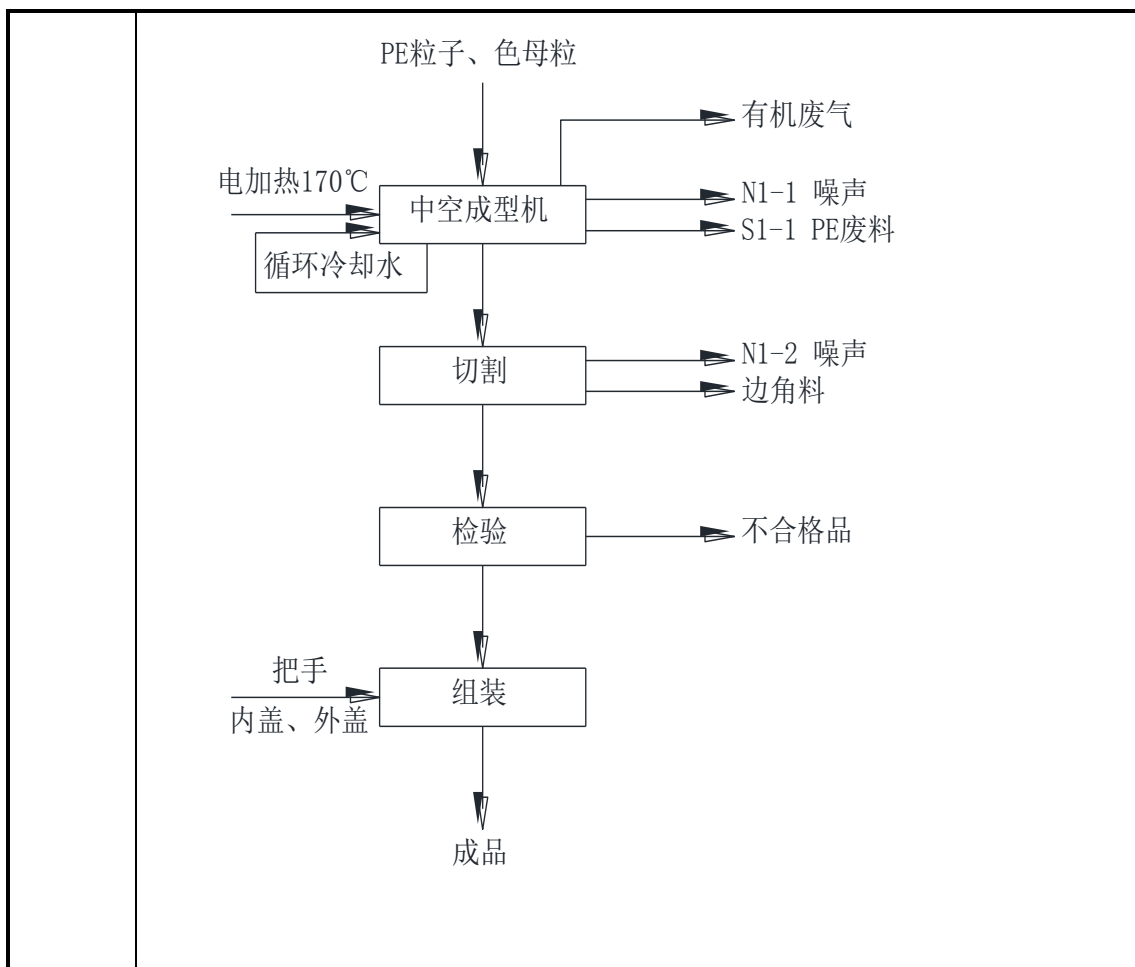 PE粒子、色母粒
有机废气
电加热170℃
中空成型机
N1-1 噪声
S1-1 PE废料
循环冷却水
切割
N1-2 噪声
边角料
检验
不合格品
把手
内盖、外盖
组装
成品